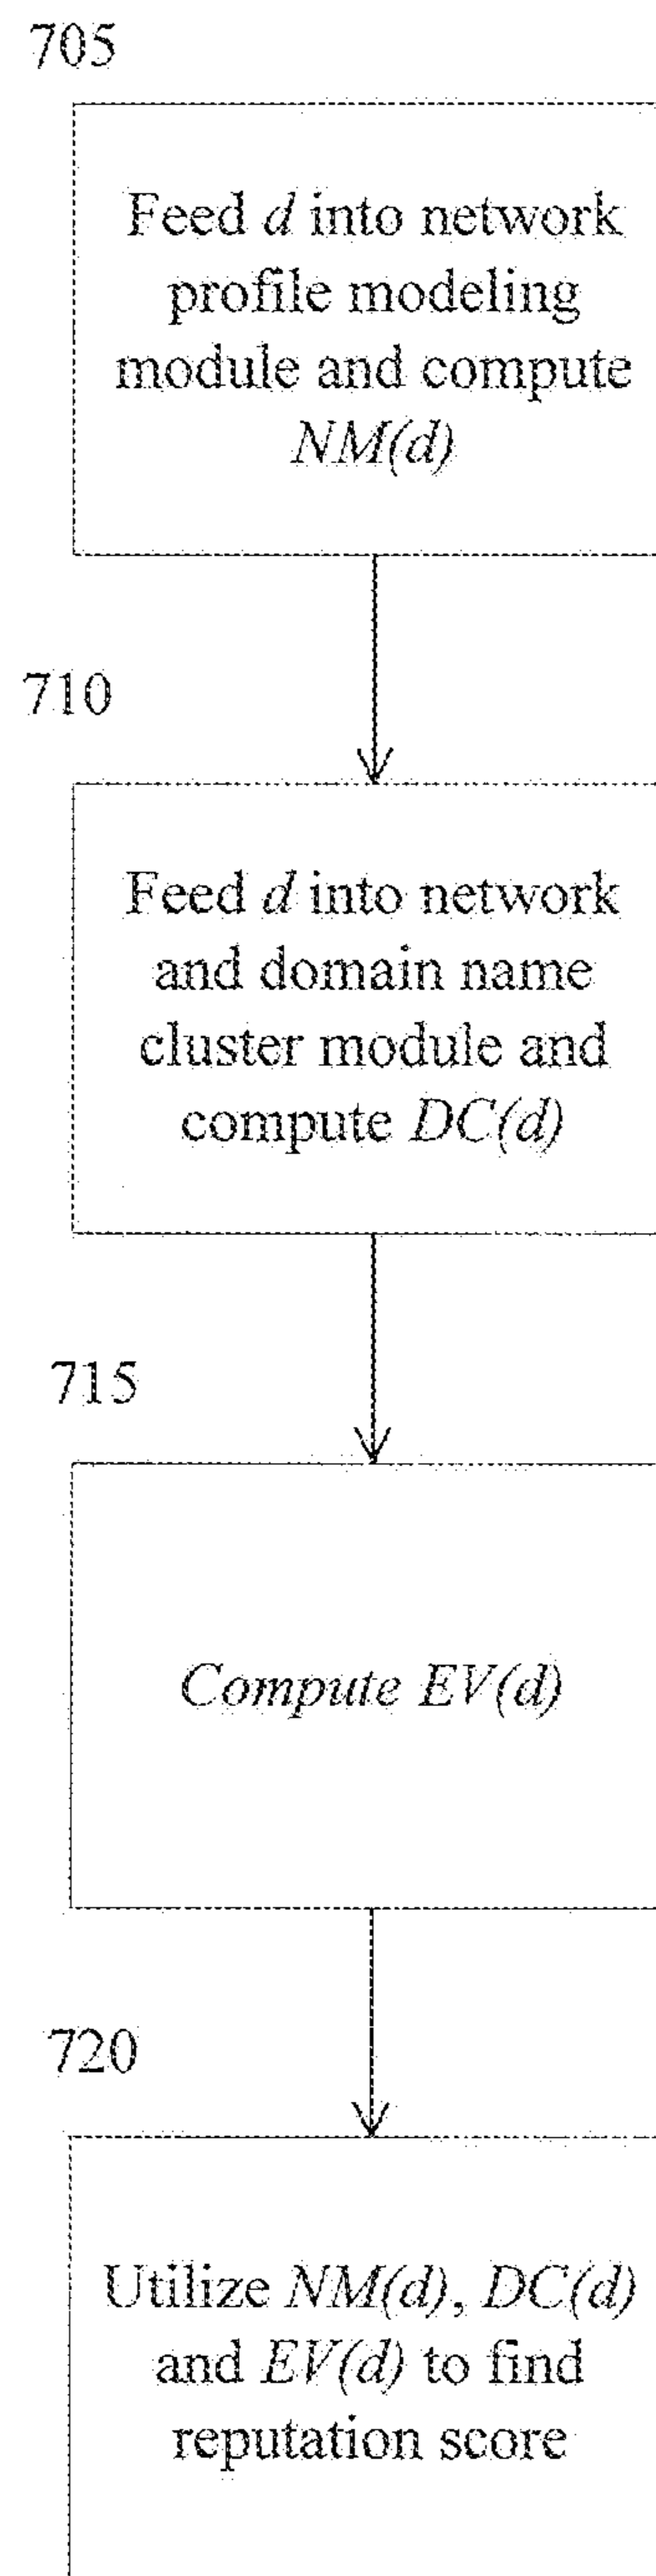 705
Feed d into network
profile modeling
module and compute
NM(d)
710
Feed d into network
and domain name
cluster module and
compute DC(d)
715
Compute EV(d)
720
Utilize NM(d), DC(d)
and EV(d) to find
reputation score